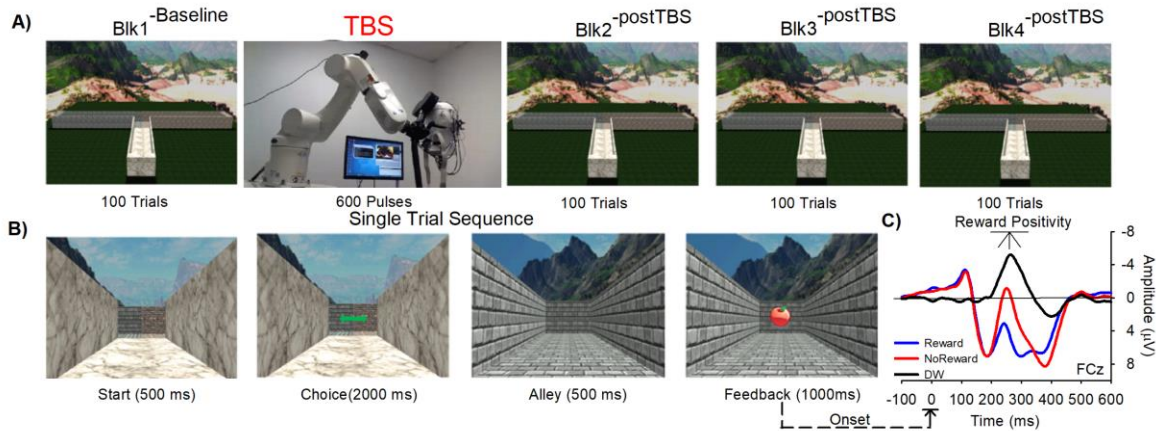 A)
Blk1-Baseline
TBS
Blk2-postTBS
Blk3-postTBS
Blk4-postTBS
100 Trials
600 Pulses
100 Trials
100 Trials
100 Trials
Single Trial Sequence
B)
Start (500 ms)
Choice(2000 ms)
Alley (500 ms)
Feedback (1000ms)
Onset
C)
Reward Positivity
-8
-4
0
4
8
Amplitude (µV)
Reward
NoReward
DW
FCz
-100 0 100 200 300 400 500 600
Time (ms)